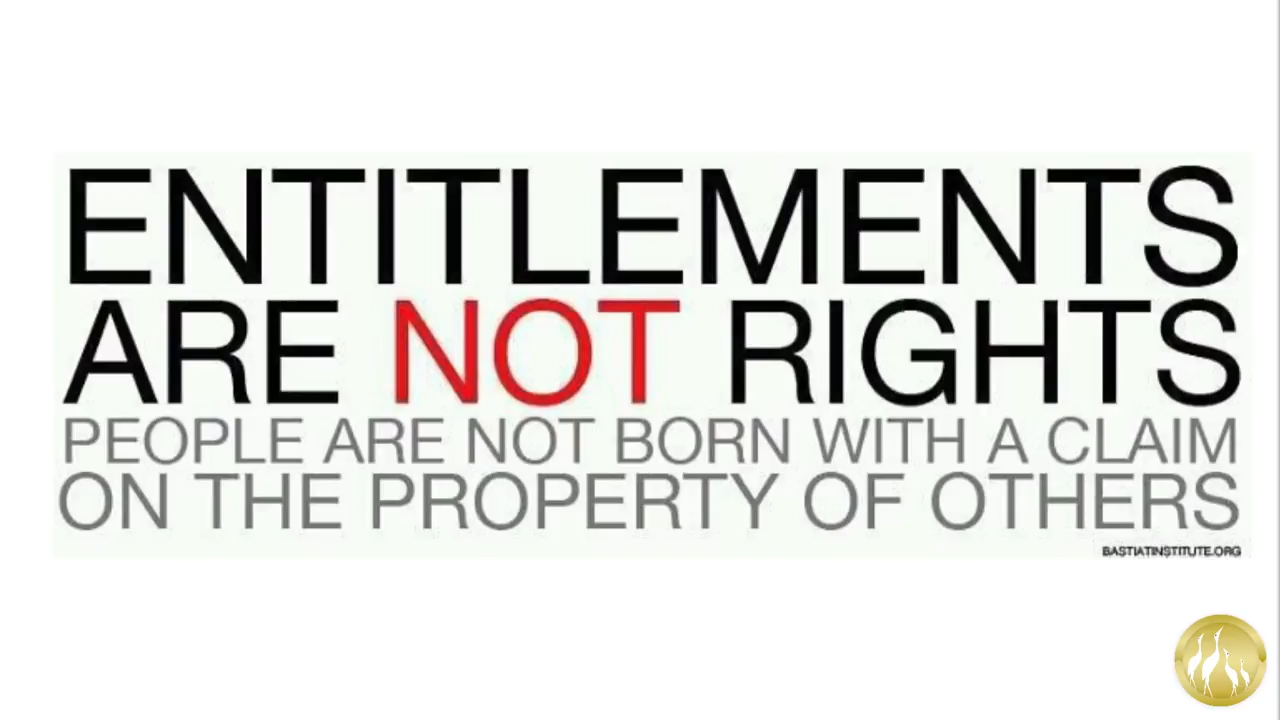 ENTITLEMENTS
ARE NOT RIGHTS
PEOPLE ARE NOT BORN WITH A CLAIM
ON THE PROPERTY OF OTHERS
BASTIATINSTITUTE.ORG